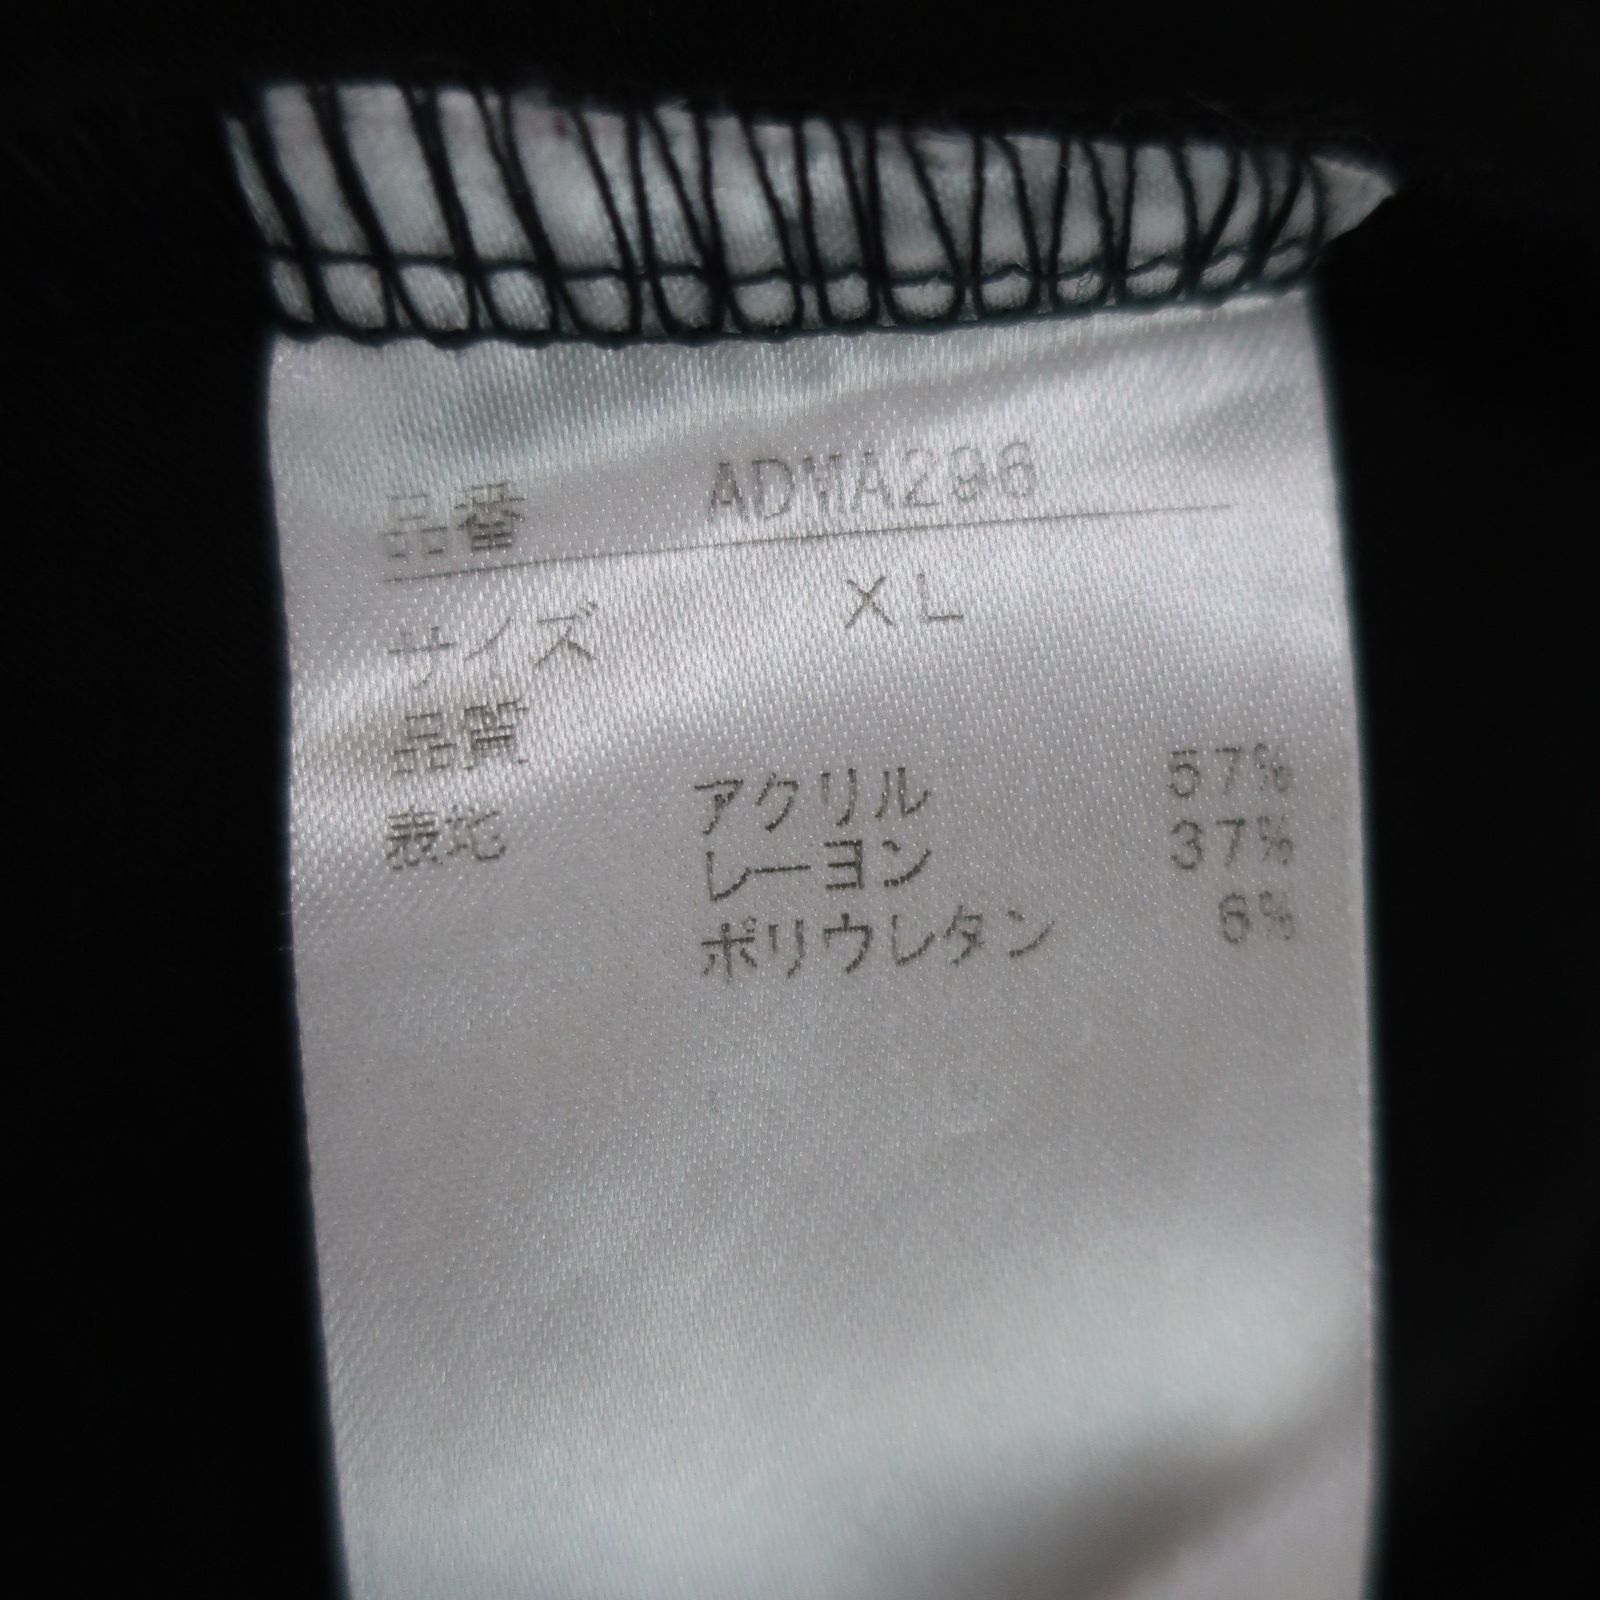 品番 ADMA296
サイズ XL
品質
表地 アクリル 57%
レーヨン 37%
ポリウレタン 6%